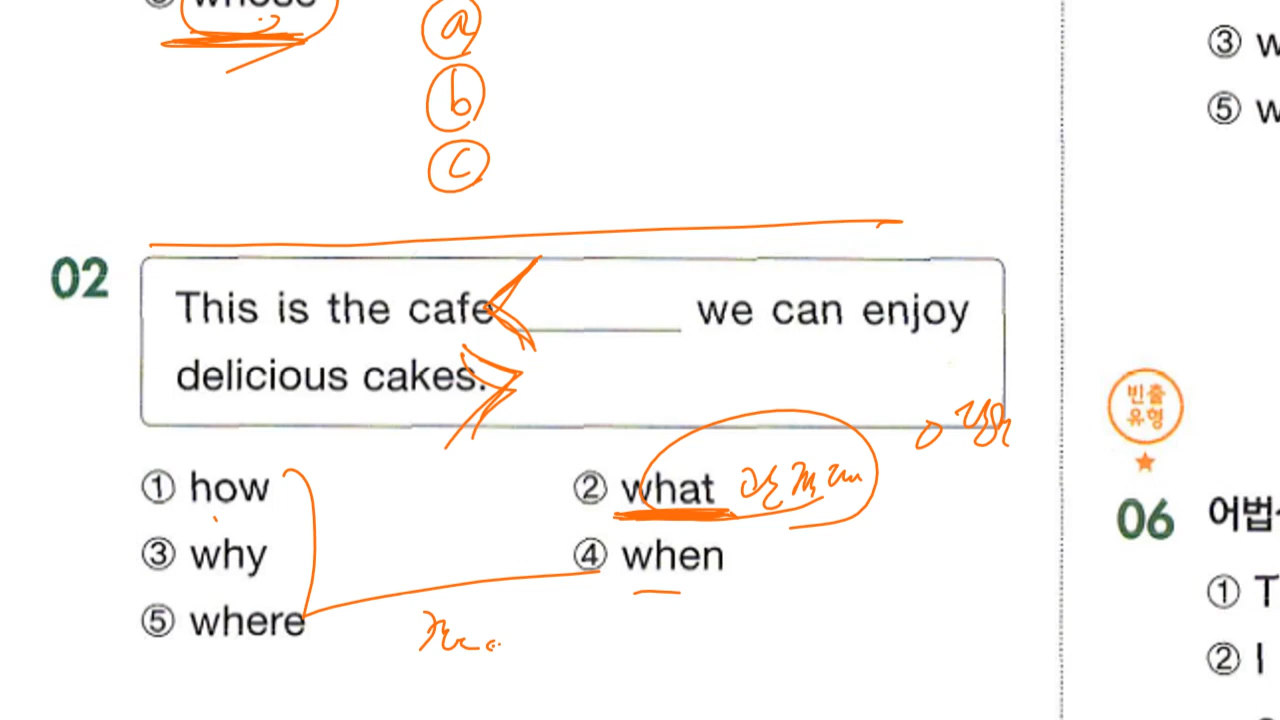 ⑤ whose
ⓐ
ⓑ
ⓒ
02
This is the cafe ________ we can enjoy
delicious cakes.
① how ② what
③ why ④ when
⑤ where
③ w
⑤ w
빈출
유형
06 어법
① T
② I